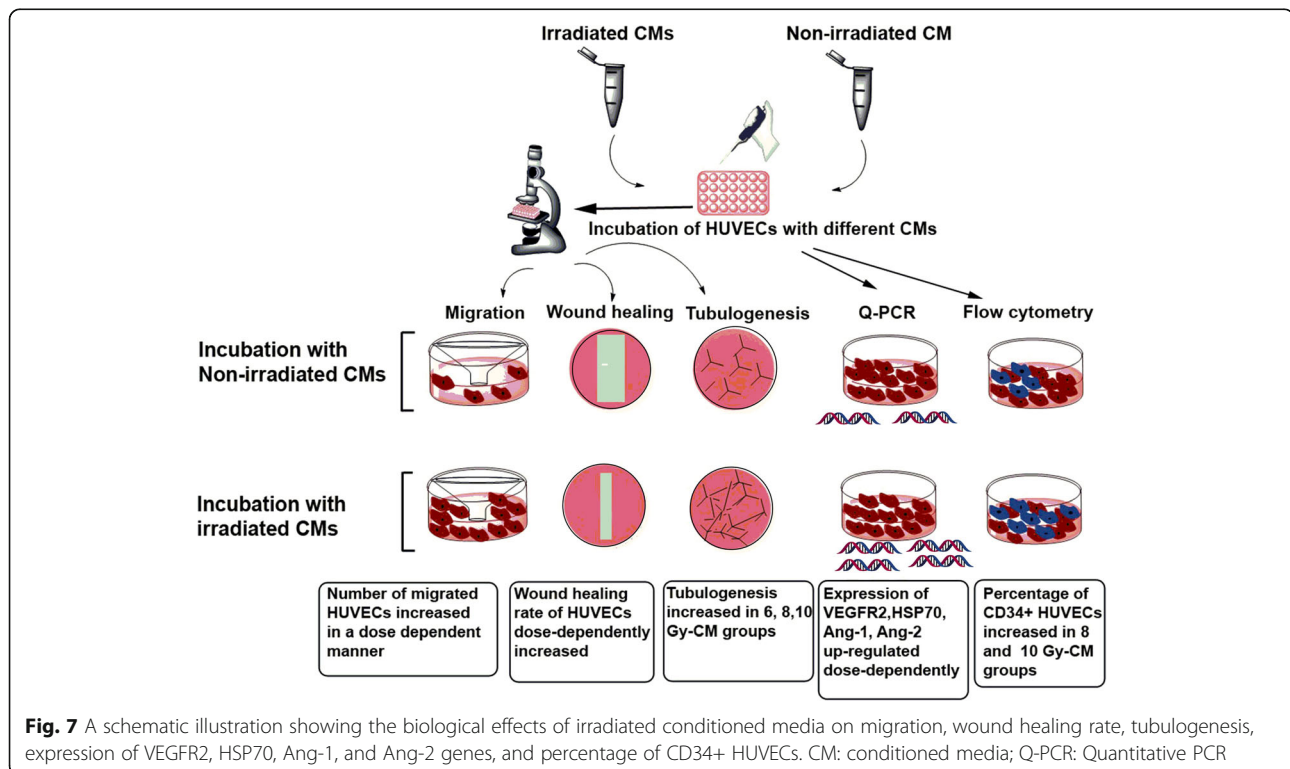 Irradiated CMs
Non-irradiated CM
Incubation of HUVECs with different CMs
Migration
Wound healing
Tubulogenesis
Q-PCR
Flow cytometry
Incubation with
Non-irradiated CMs
Incubation with
irradiated CMs
Number of migrated
HUVECs increased
in a dose dependent
manner
Wound healing
rate of HUVECs
dose-dependently
increased
Tubulogenesis
increased in 6, 8,10
Gy-CM groups
Expression of
VEGFR2,HSP70,
Ang-1, Ang-2
up-regulated
dose-dependently
Percentage of
CD34+ HUVECs
increased in 8
and 10 Gy-CM
groups
Fig. 7 A schematic illustration showing the biological effects of irradiated conditioned media on migration, wound healing rate, tubulogenesis,
expression of VEGFR2, HSP70, Ang-1, and Ang-2 genes, and percentage of CD34+ HUVECs. CM: conditioned media; Q-PCR: Quantitative PCR